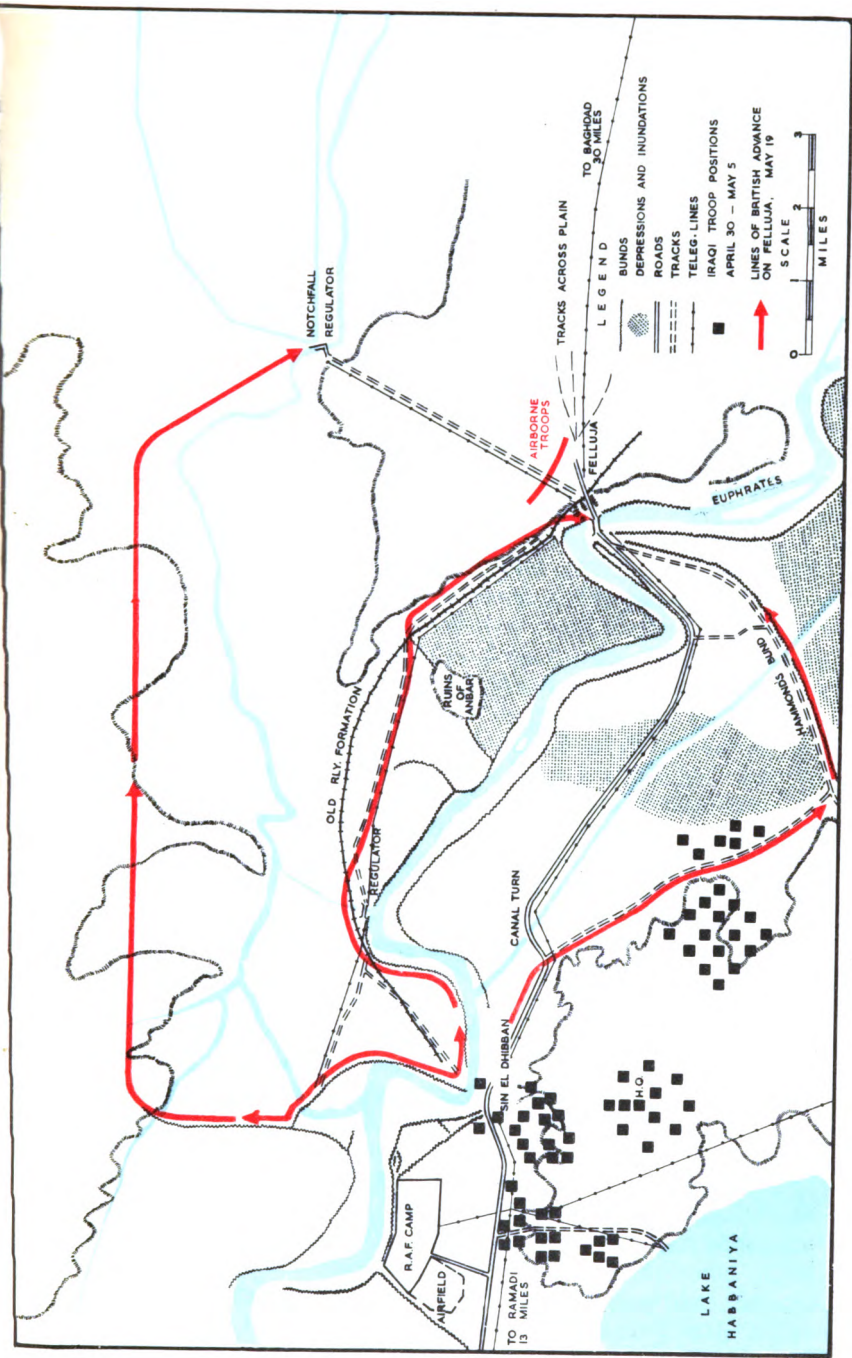 NOTCHFALL
REGULATOR
OLD RLY. FORMATION
REGULATOR
RUINS
OF
ANBAR
AIRBORNE
TROOPS
TRACKS ACROSS PLAIN
FELLUJA
TO BAGHDAD
30 MILES
EUPHRATES
CANAL TURN
HAMMOND'S BUND
SIN EL DHIBBAN
R.A.F. CAMP
AIRFIELD
TO RAMADI
13 MILES
H.Q.
LAKE
HABBANIYA
LEGEND
BUNDS
DEPRESSIONS AND INUNDATIONS
ROADS
TRACKS
TELEG. LINES
IRAQI TROOP POSITIONS
APRIL 30 — MAY 5
LINES OF BRITISH ADVANCE
ON FELLUJA, MAY 19
SCALE
0 1 2 3
MILES